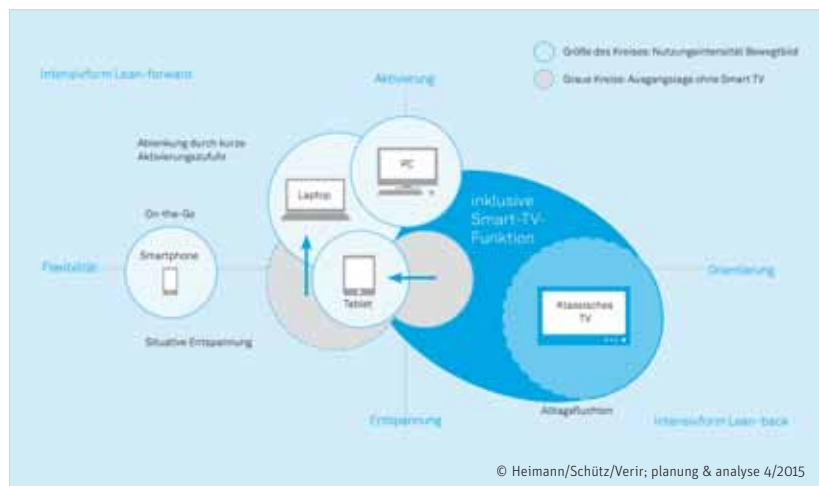 Größe des Kreises: Nutzungsintensität Bewegtbild
Graue Kreise: Ausgangslage ohne Smart TV
Intensivform Lean-forward
Aktivierung
Ablenkung durch kurze
Aktivierungszufuhr
PC
Laptop
inklusive
Smart-TV-
Funktion
On-the-Go
Smartphone
Flexibilität
Orientierung
Tablet
Klassisches
TV
Situative Entspannung
Alltagsfluchten
Entspannung
Intensivform Lean-back
© Heimann/Schütz/Verir; planung & analyse 4/2015